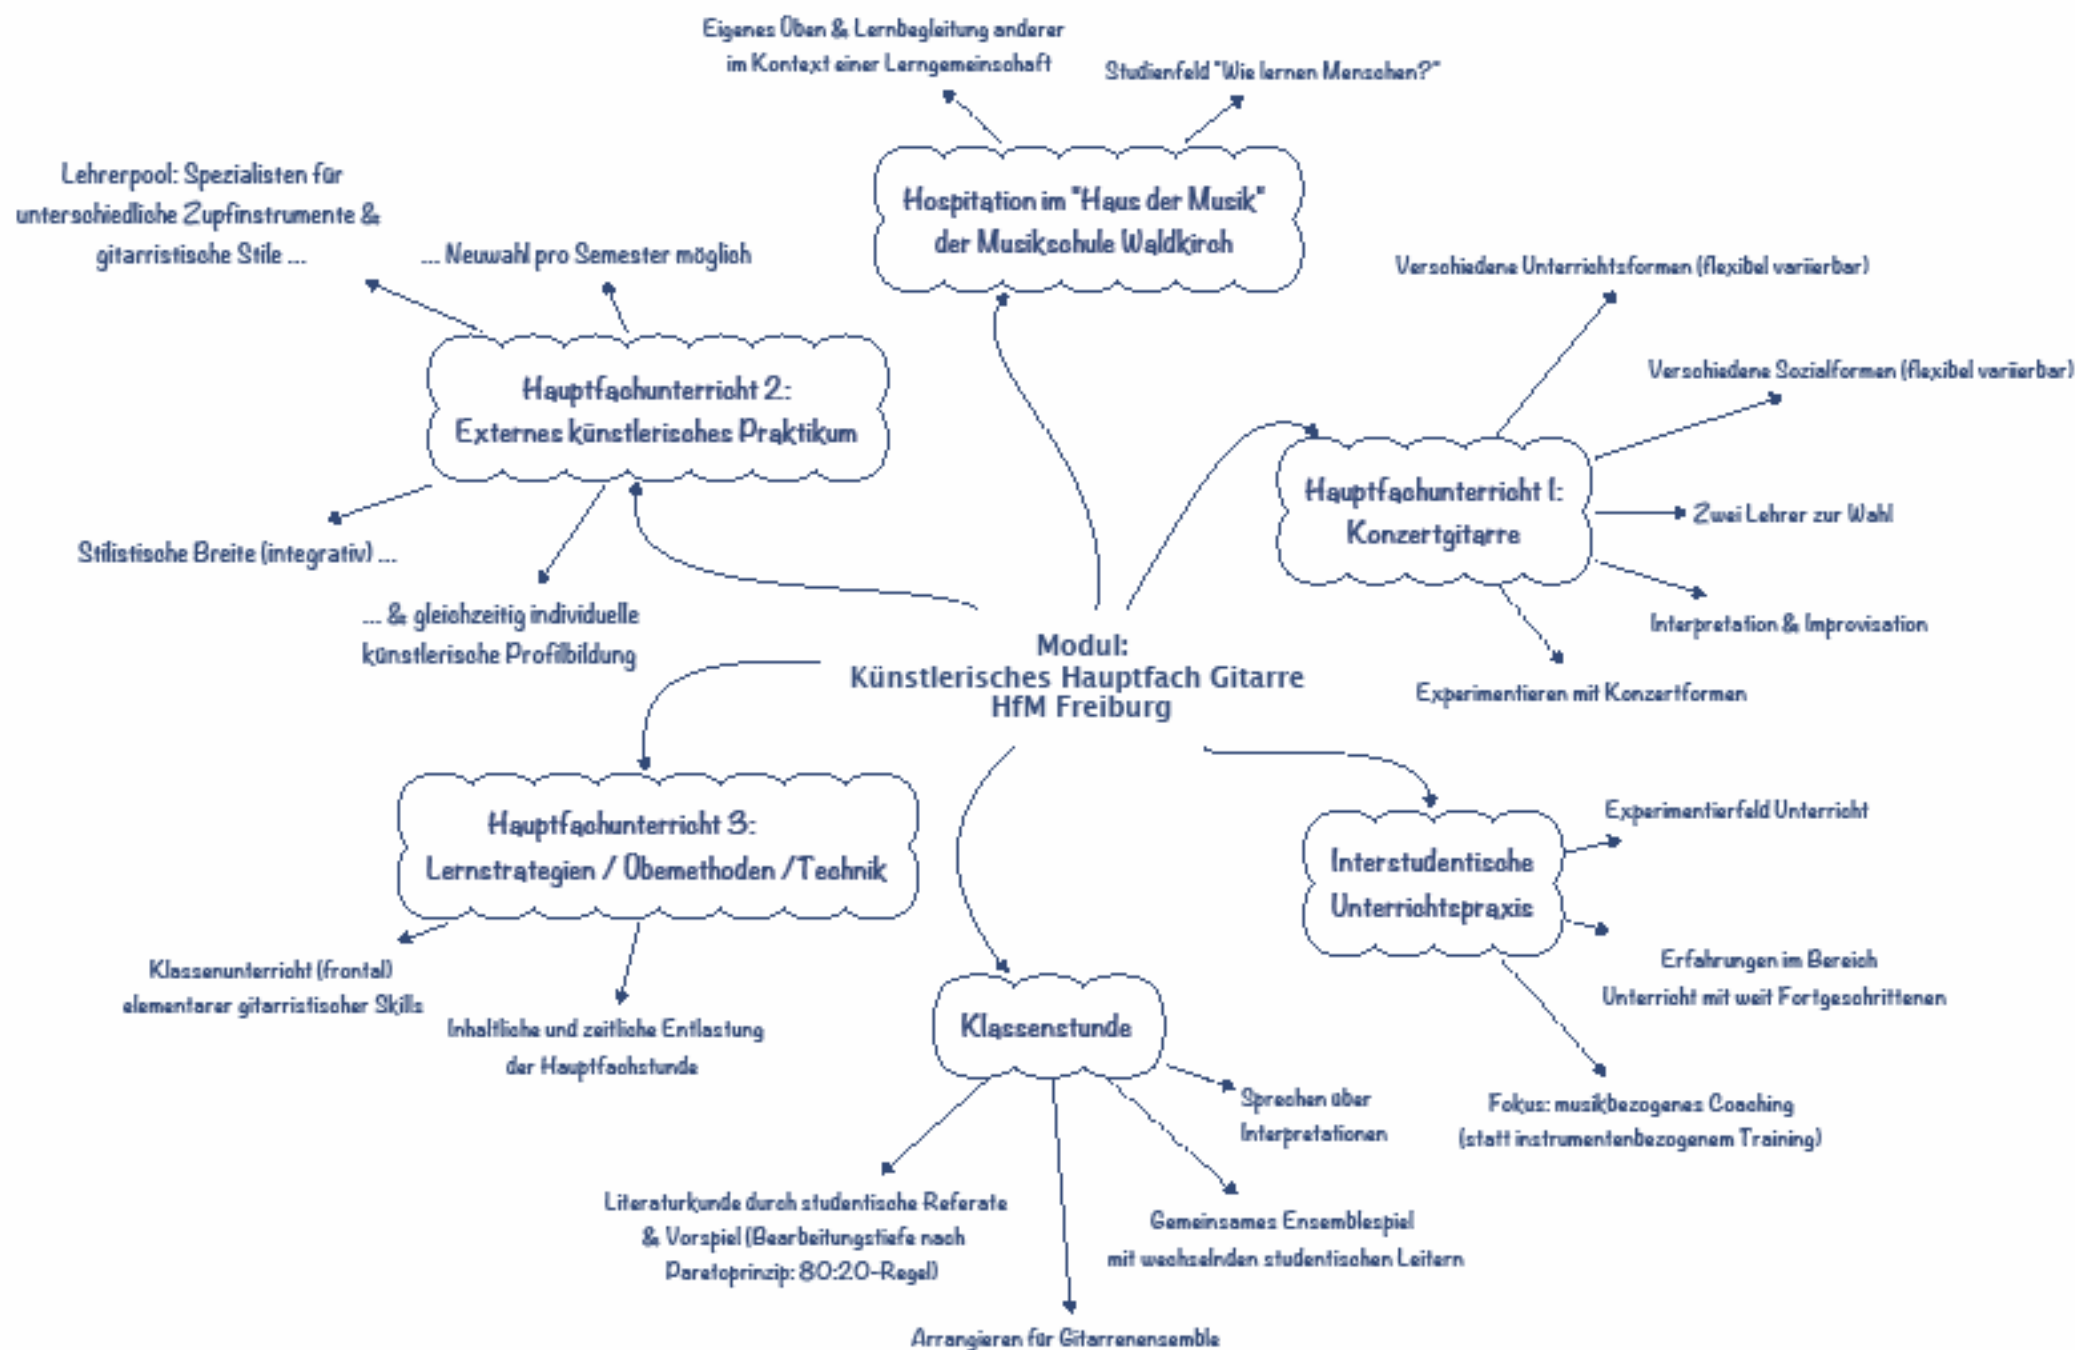 Eigenes Üben & Lernbegleitung anderer
im Kontext einer Lerngemeinschaft
Studienfeld "Wie lernen Menschen?"
Hospitation im "Haus der Musik"
der Musikschule Waldkirch
Lehrerpool: Spezialisten für
unterschiedliche Zupfinstrumente &
gitarristische Stile ...
... Neuwahl pro Semester möglich
Hauptfachunterricht 2:
Externes künstlerisches Praktikum
Stilistische Breite (integrativ) ...
... & gleichzeitig individuelle
künstlerische Profilbildung
Verschiedene Unterrichtsformen (flexibel variierbar)
Verschiedene Sozialformen (flexibel variierbar)
Hauptfachunterricht 1:
Konzertgitarre
Zwei Lehrer zur Wahl
Interpretation & Improvisation
Experimentieren mit Konzertformen
Modul:
Künstlerisches Hauptfach Gitarre
HfM Freiburg
Hauptfachunterricht 3:
Lernstrategien / Übemethoden /Technik
Klassenunterricht (frontal)
elementarer gitarristischer Skills
Inhaltliche und zeitliche Entlastung
der Hauptfachstunde
Interstudentische
Unterrichtspraxis
Experimentierfeld Unterricht
Erfahrungen im Bereich
Unterricht mit weit Fortgeschrittenen
Fokus: musikbezogenes Coaching
(statt instrumentenbezogenem Training)
Klassenstunde
Sprechen über
Interpretationen
Literaturkunde durch studentische Referate
& Vorspiel (Bearbeitungstiefe nach
Paretoprinzip: 80:20-Regel)
Gemeinsames Ensemblespiel
mit wechselnden studentischen Leitern
Arrangieren für Gitarrenensemble